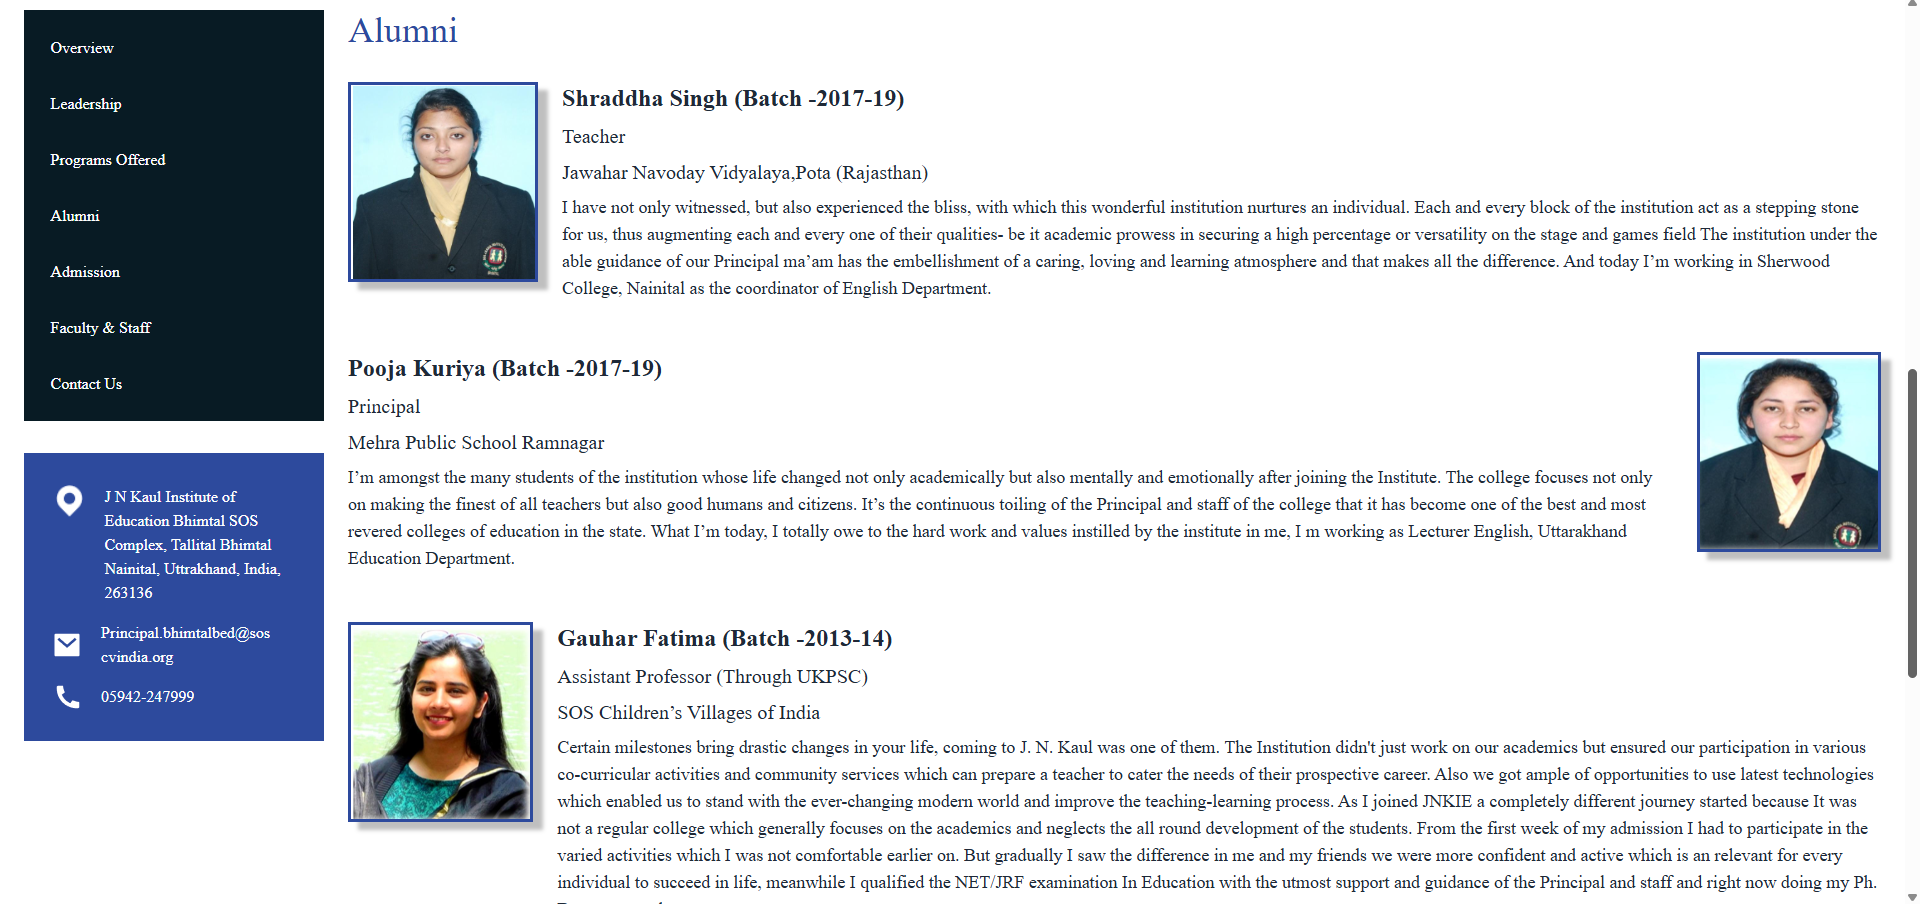 Overview
Leadership
Programs Offered
Alumni
Admission
Faculty & Staff
Contact Us
J N Kaul Institute of
Education Bhimtal SOS
Complex, Tallital Bhimtal
Nainital, Uttrakhand, India,
263136
Principal.bhimtalbed@sos
cvindia.org
05942-247999
Alumni
Shraddha Singh (Batch -2017-19)
Teacher
Jawahar Navoday Vidyalaya,Pota (Rajasthan)
I have not only witnessed, but also experienced the bliss, with which this wonderful institution nurtures an individual. Each and every block of the institution act as a stepping stone
for us, thus augmenting each and every one of their qualities- be it academic prowess in securing a high percentage or versatility on the stage and games field The institution under the
able guidance of our Principal ma’am has the embellishment of a caring, loving and learning atmosphere and that makes all the difference. And today I’m working in Sherwood
College, Nainital as the coordinator of English Department.
Pooja Kuriya (Batch -2017-19)
Principal
Mehra Public School Ramnagar
I’m amongst the many students of the institution whose life changed not only academically but also mentally and emotionally after joining the Institute. The college focuses not only
on making the finest of all teachers but also good humans and citizens. It’s the continuous toiling of the Principal and staff of the college that it has become one of the best and most
revered colleges of education in the state. What I’m today, I totally owe to the hard work and values instilled by the institute in me, I m working as Lecturer English, Uttarakhand
Education Department.
Gauhar Fatima (Batch -2013-14)
Assistant Professor (Through UKPSC)
SOS Children’s Villages of India
Certain milestones bring drastic changes in your life, coming to J. N. Kaul was one of them. The Institution didn't just work on our academics but ensured our participation in various
co-curricular activities and community services which can prepare a teacher to cater the needs of their prospective career. Also we got ample of opportunities to use latest technologies
which enabled us to stand with the ever-changing modern world and improve the teaching-learning process. As I joined JNKIE a completely different journey started because It was
not a regular college which generally focuses on the academics and neglects the all round development of the students. From the first week of my admission I had to participate in the
varied activities which I was not comfortable earlier on. But gradually I saw the difference in me and my friends we were more confident and active which is an relevant for every
individual to succeed in life, meanwhile I qualified the NET/JRF examination In Education with the utmost support and guidance of the Principal and staff and right now doing my Ph.